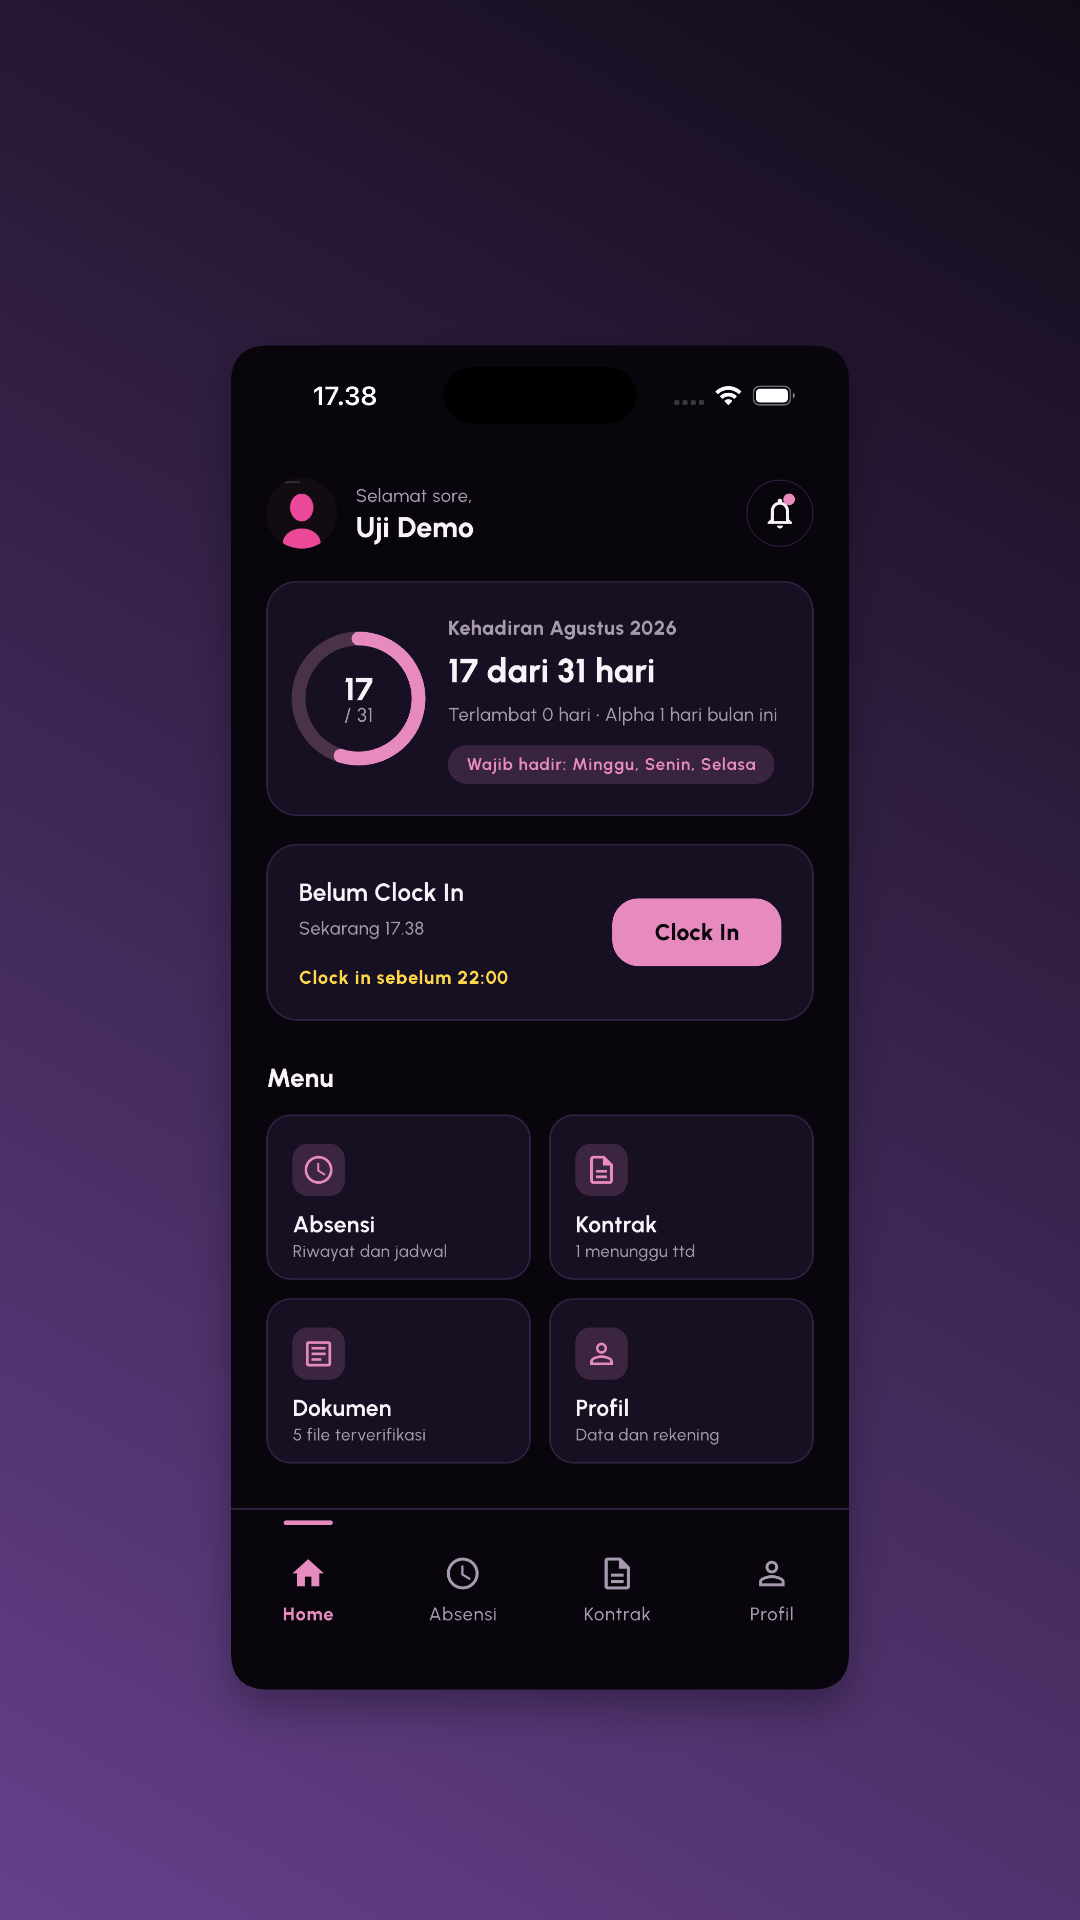 17.38
Selamat sore,
Uji Demo
Kehadiran Agustus 2026
17 dari 31 hari
17
/ 31
Terlambat 0 hari · Alpha 1 hari bulan ini
Wajib hadir: Minggu, Senin, Selasa
Belum Clock In
Sekarang 17.38
Clock In
Clock in sebelum 22:00
Menu
Absensi
Riwayat dan jadwal
Kontrak
1 menunggu ttd
Dokumen
5 file terverifikasi
Profil
Data dan rekening
Home
Absensi
Kontrak
Profil